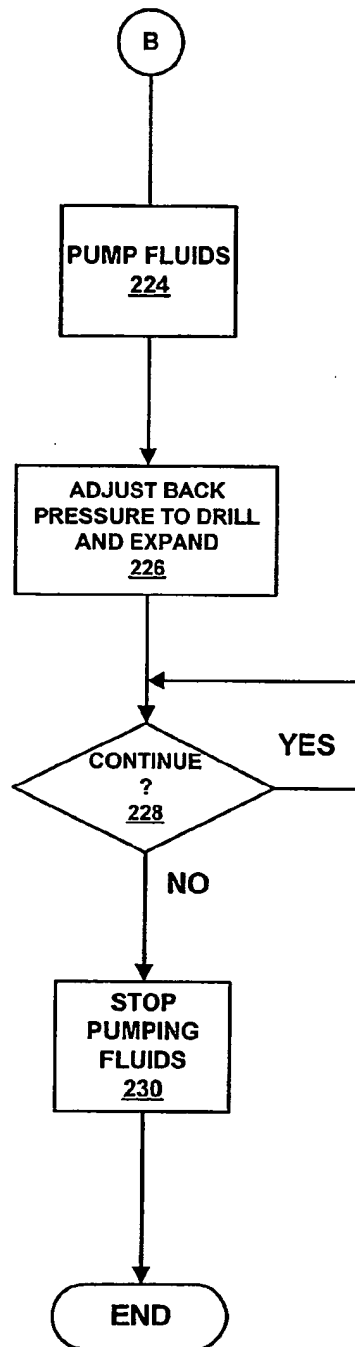 B
PUMP FLUIDS
224
ADJUST BACK
PRESSURE TO DRILL
AND EXPAND
226
CONTINUE
?
228
YES
NO
STOP
PUMPING
FLUIDS
230
END